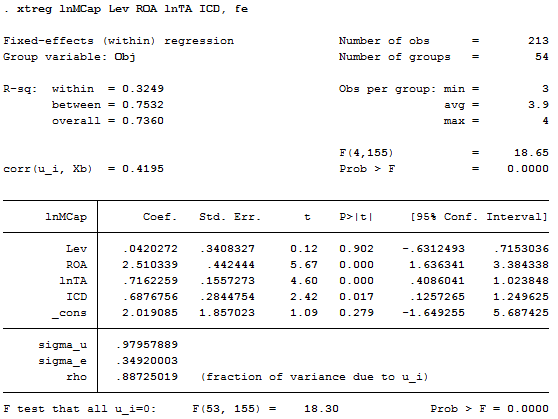 . xtreg lnMCap Lev ROA lnTA ICD, fe
Fixed-effects (within) regression Number of obs = 213
Group variable: Obj Number of groups = 54
R-sq: within = 0.3249 Obs per group: min = 3
between = 0.7532 avg = 3.9
overall = 0.7360 max = 4
F(4,155) = 18.65
corr(u_i, Xb) = 0.4195 Prob > F = 0.0000
lnMCap Coef. Std. Err. t P>|t| [95% Conf. Interval]
Lev .0420272 .3408327 0.12 0.902 -.6312493 .7153036
ROA 2.510339 .442444 5.67 0.000 1.636341 3.384338
lnTA .7162259 .1557273 4.60 0.000 .4086041 1.023848
ICD .6876756 .2844754 2.42 0.017 .1257265 1.249625
_cons 2.019085 1.857023 1.09 0.279 -1.649255 5.687425
sigma_u .97957889
sigma_e .34920003
rho .88725019 (fraction of variance due to u_i)
F test that all u_i=0: F(53, 155) = 18.30 Prob > F = 0.0000